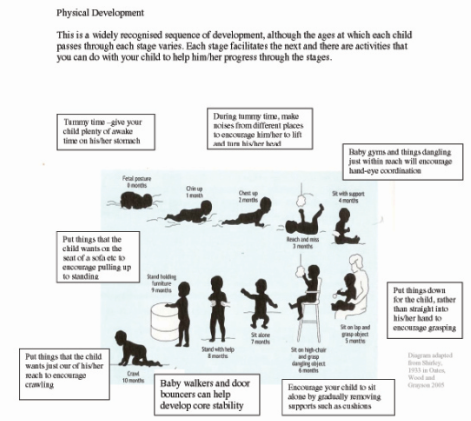 Physical Development
This is a widely recognised sequence of development, although the ages at which each child
passes through each stage varies. Each stage facilitates the next and there are activities that
you can do with your child to help him/her progress through the stages.
Tummy time –give your
child plenty of awake
time on his/her stomach
During tummy time, make
noises from different places
to encourage him/her to lift
and turn his/her head
Baby gyms and things dangling
just within reach will encourage
hand-eye coordination
Fetal posture
0 months
Chin up
1 month
Chest up
2 months
Reach and miss
3 months
Sit with support
4 months
Put things that the
child wants on the
seat of a sofa etc to
encourage pulling up
to standing
Stand holding
furniture
9 months
Stand with help
8 months
Sit alone
7 months
Sit on high-chair
and grasp
dangling object
6 months
Sit on lap and
grasp object
5 months
Put things down
for the child, rather
than straight into
his/her hand to
encourage grasping
Put things that the child
wants just out of his/her
reach to encourage
crawling
Crawl
10 months
Baby walkers and door
bouncers can help
develop core stability
Encourage your child to sit
alone by gradually removing
supports such as cushions
Diagram adapted
from Shirley,
1933 in Oates,
Wood and
Grayson 2005